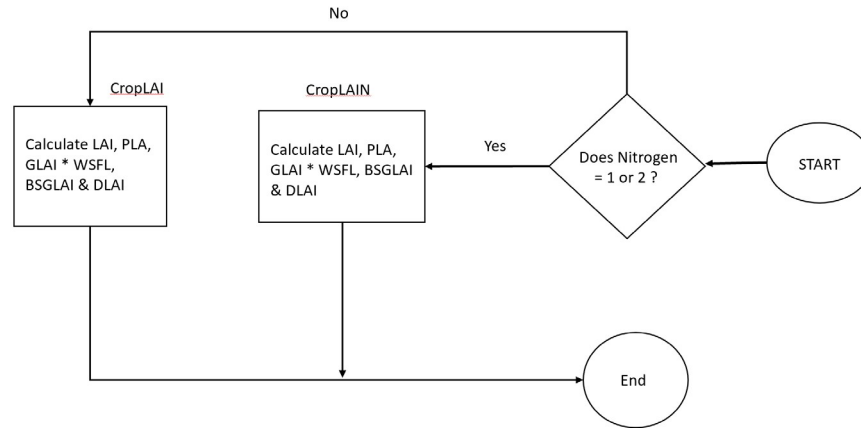 No
CropLAI
Calculate LAI, PLA,
GLAI * WSFL,
BSGLAI & DLAI
CropLAIN
Calculate LAI, PLA,
GLAI * WSFL, BSGLAI
& DLAI
Yes
Does Nitrogen
= 1 or 2 ?
START
End